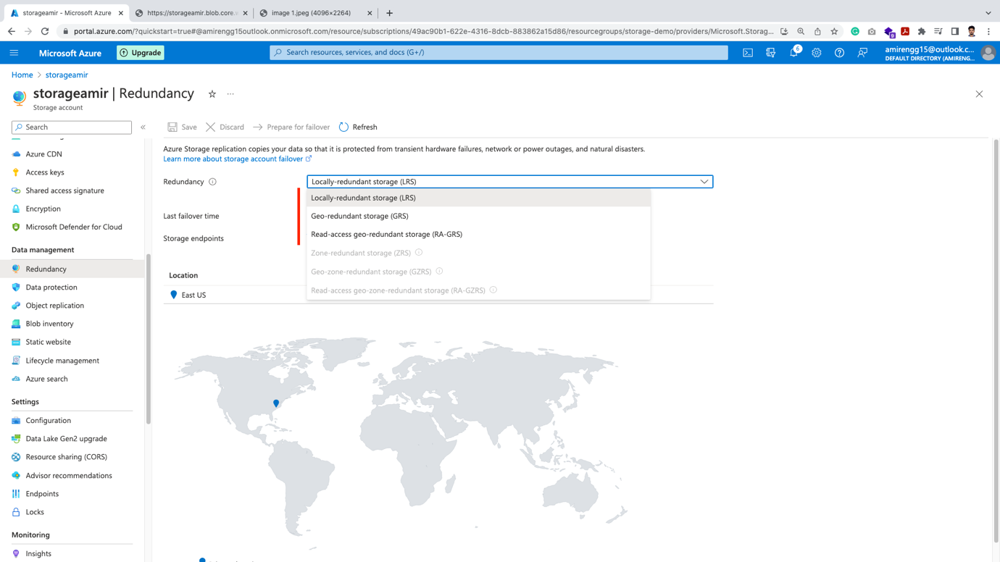 storageamir - Microsoft Azure
https://storageamir.blob.core.w
image 1.jpeg (4096×2264)
portal.azure.com/?quickstart=true#@amirengg15outlook.onmicrosoft.com/resource/subscriptions/49ac90b1-622e-4316-8dcb-883862a15d86/resourcegroups/storage-demo/providers/Microsoft.Storag...
Microsoft Azure
Upgrade
Search resources, services, and docs (G+/)
6
amirengg15@outlook.c...
DEFAULT DIRECTORY (AMIRENG...
Home > storageamir
storageamir | Redundancy
Storage account
Search
Save
Discard
Prepare for failover
Refresh
Azure CDN
Access keys
Shared access signature
Encryption
Microsoft Defender for Cloud
Data management
Redundancy
Data protection
Object replication
Blob inventory
Static website
Lifecycle management
Azure search
Settings
Configuration
Data Lake Gen2 upgrade
Resource sharing (CORS)
Advisor recommendations
Endpoints
Locks
Monitoring
Insights
Azure Storage replication copies your data so that it is protected from transient hardware failures, network or power outages, and natural disasters.
Learn more about storage account failover
Redundancy
Locally-redundant storage (LRS)
Locally-redundant storage (LRS)
Geo-redundant storage (GRS)
Read-access geo-redundant storage (RA-GRS)
Zone-redundant storage (ZRS)
Geo-zone-redundant storage (GZRS)
Read-access geo-zone-redundant storage (RA-GZRS)
Last failover time
Storage endpoints
Location
East US